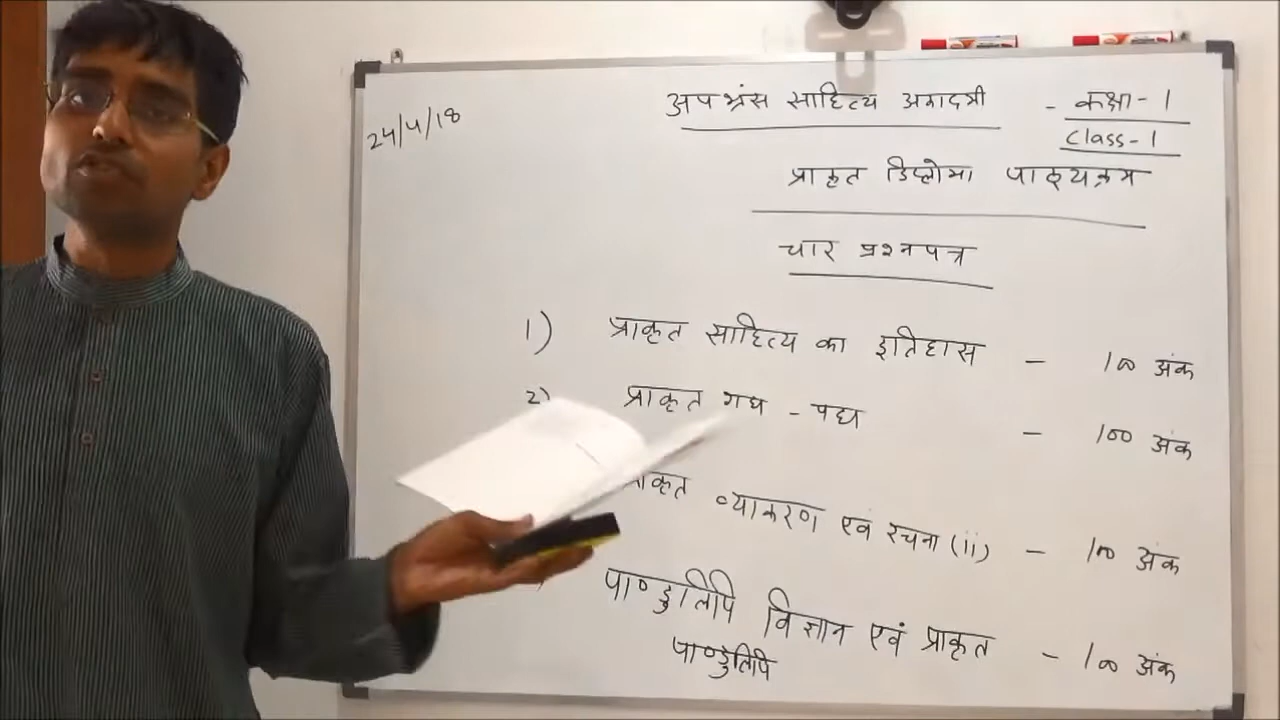 24/4/18
अपभ्रंस साहित्य अकादमी - कक्षा - 1
Class - 1
प्राकृत डिप्लोमा पाठ्यक्रम
चार प्रश्नपत्र
1) प्राकृत साहित्य का इतिहास - 100 अंक
2) प्राकृत गद्य - पद्य - 100 अंक
व्याकरण एवं रचना (ii) - 100 अंक
पाण्डुलिपि विज्ञान एवं प्राकृत - 100 अंक
पाण्डुलिपि